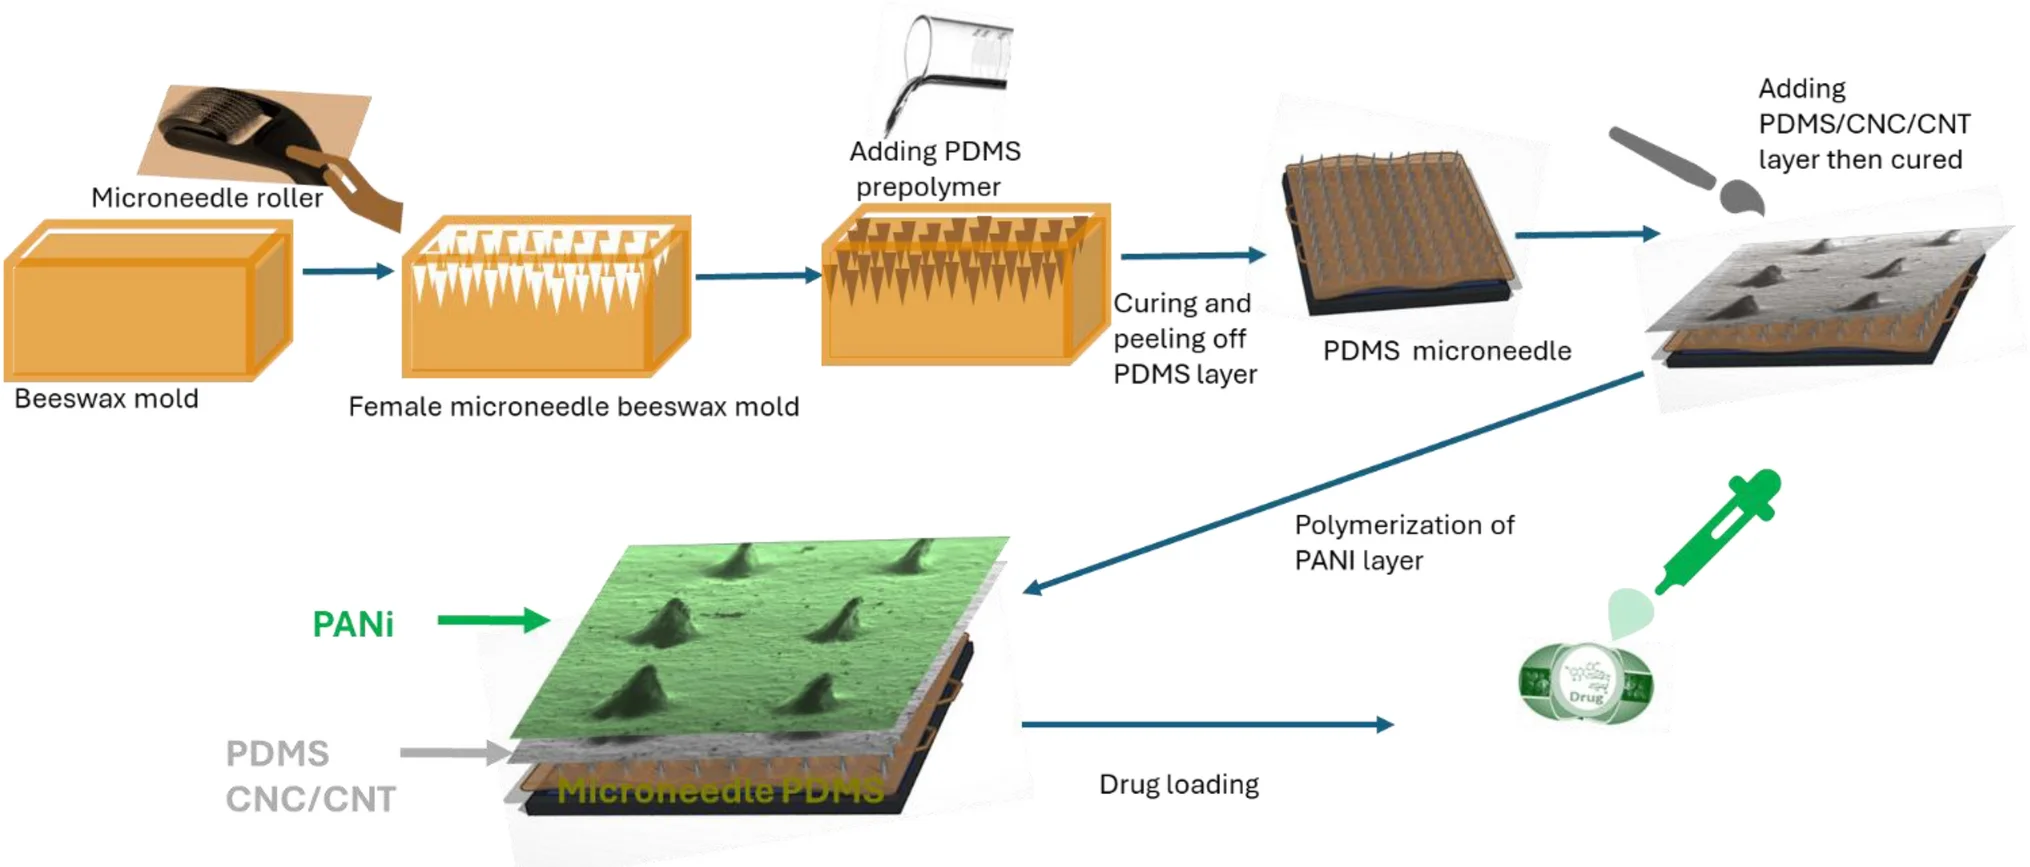 Microneedle roller
Beeswax mold
Female microneedle beeswax mold
Adding PDMS
prepolymer
Curing and
peeling off
PDMS layer
PDMS microneedle
Adding
PDMS/CNC/CNT
layer then cured
Polymerization of
PANI layer
PANi
PDMS
CNC/CNT
Microneedle PDMS
Drug loading
Drug